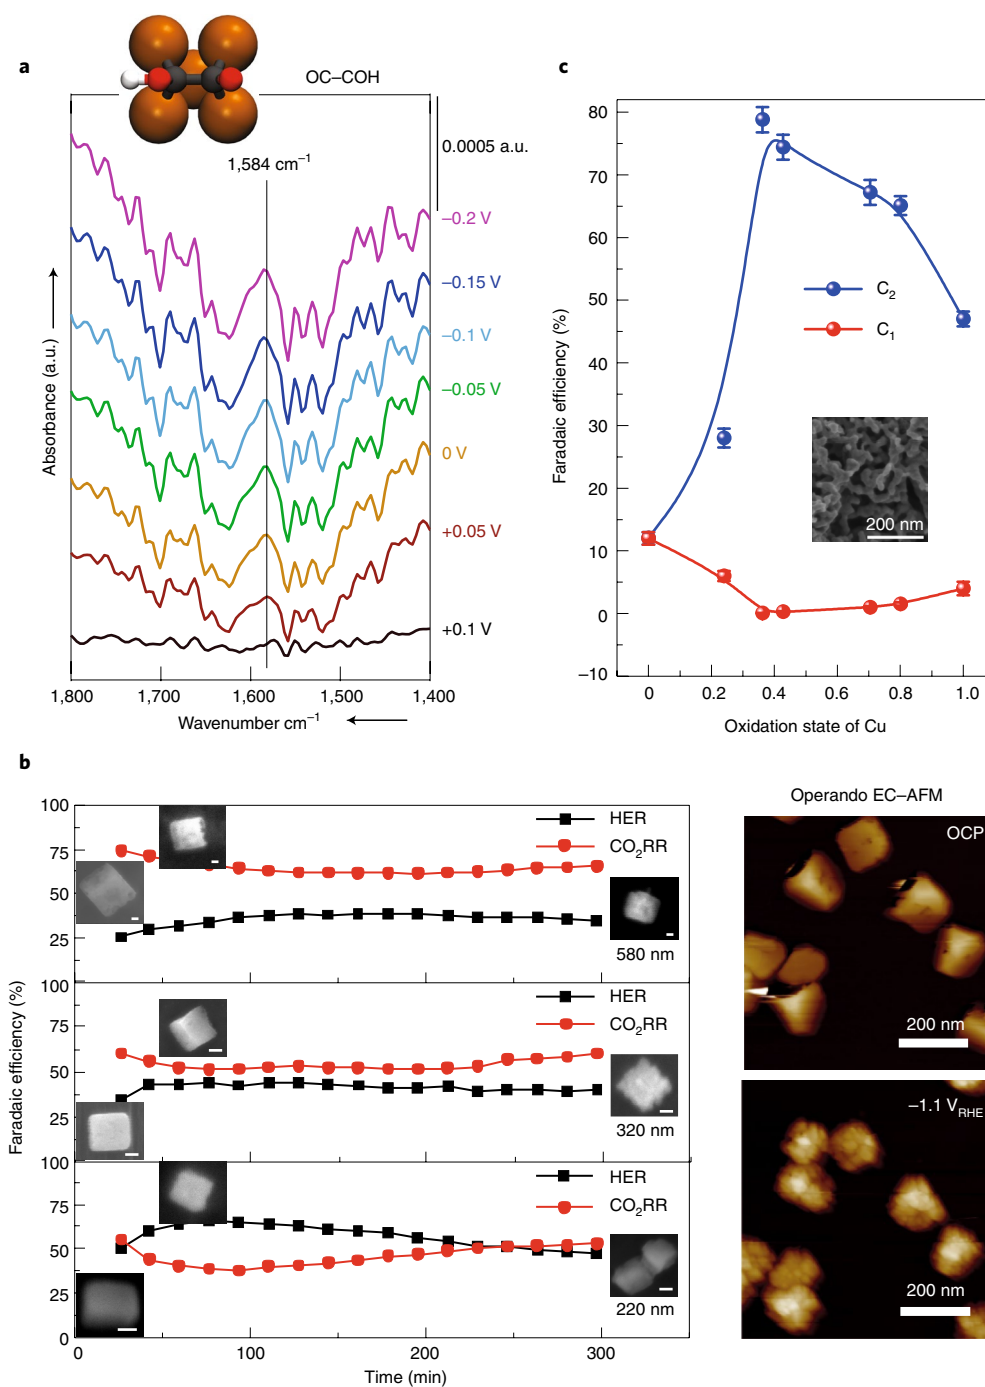 a
OC–COH
0.0005 a.u.
1,584 cm⁻¹
–0.2 V
–0.15 V
–0.1 V
–0.05 V
0 V
+0.05 V
+0.1 V
Absorbance (a.u.)
1,800
1,700
1,600
1,500
1,400
Wavenumber cm⁻¹
c
80
70
60
50
40
30
20
10
0
–10
Faradaic efficiency (%)
C₂
C₁
200 nm
0
0.2
0.4
0.6
0.8
1.0
Oxidation state of Cu
b
100
75
50
25
HER
CO₂RR
580 nm
100
75
50
25
HER
CO₂RR
320 nm
100
75
50
25
0
HER
CO₂RR
220 nm
Faradaic efficiency (%)
0
100
200
300
Time (min)
Operando EC–AFM
OCP
200 nm
–1.1 V_RHE
200 nm